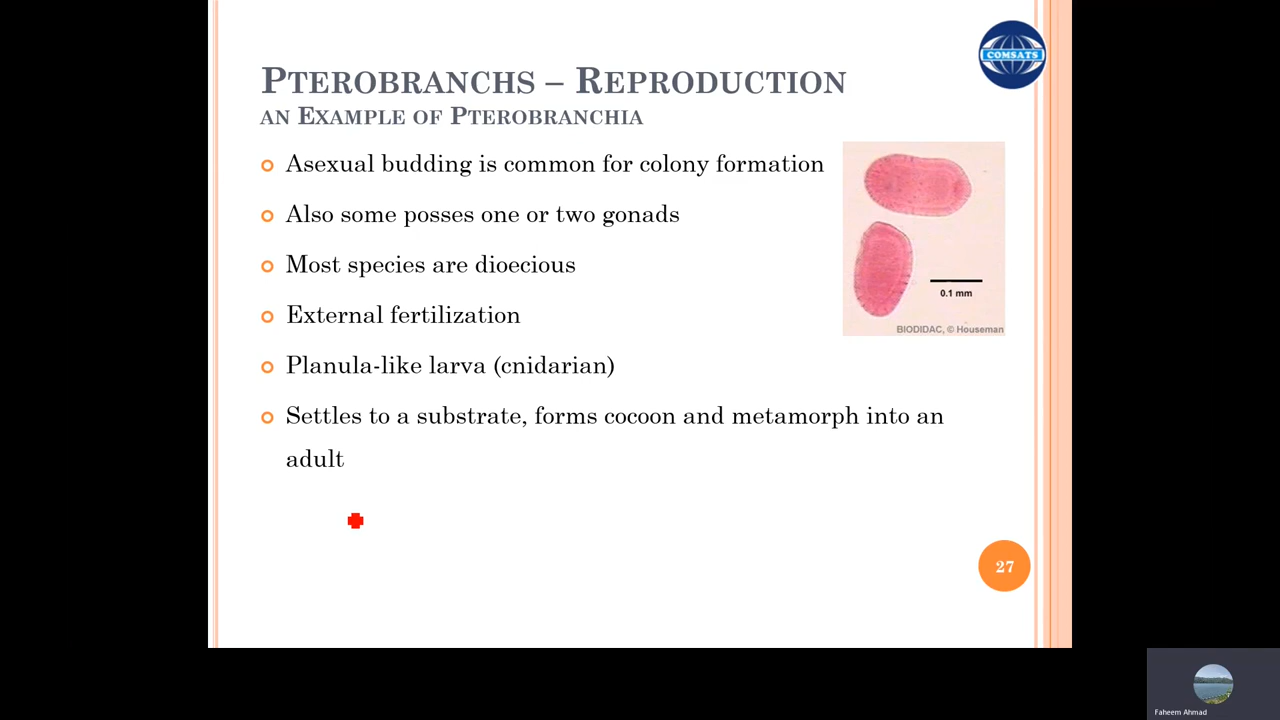 COMSATS
PTEROBRANCHS – REPRODUCTION
AN EXAMPLE OF PTEROBRANCHIA
Asexual budding is common for colony formation
Also some posses one or two gonads
Most species are dioecious
External fertilization
Planula-like larva (cnidarian)
Settles to a substrate, forms cocoon and metamorph into an
adult
0.1 mm
BIODIDAC, © Houseman
27
Faheem Ahmad